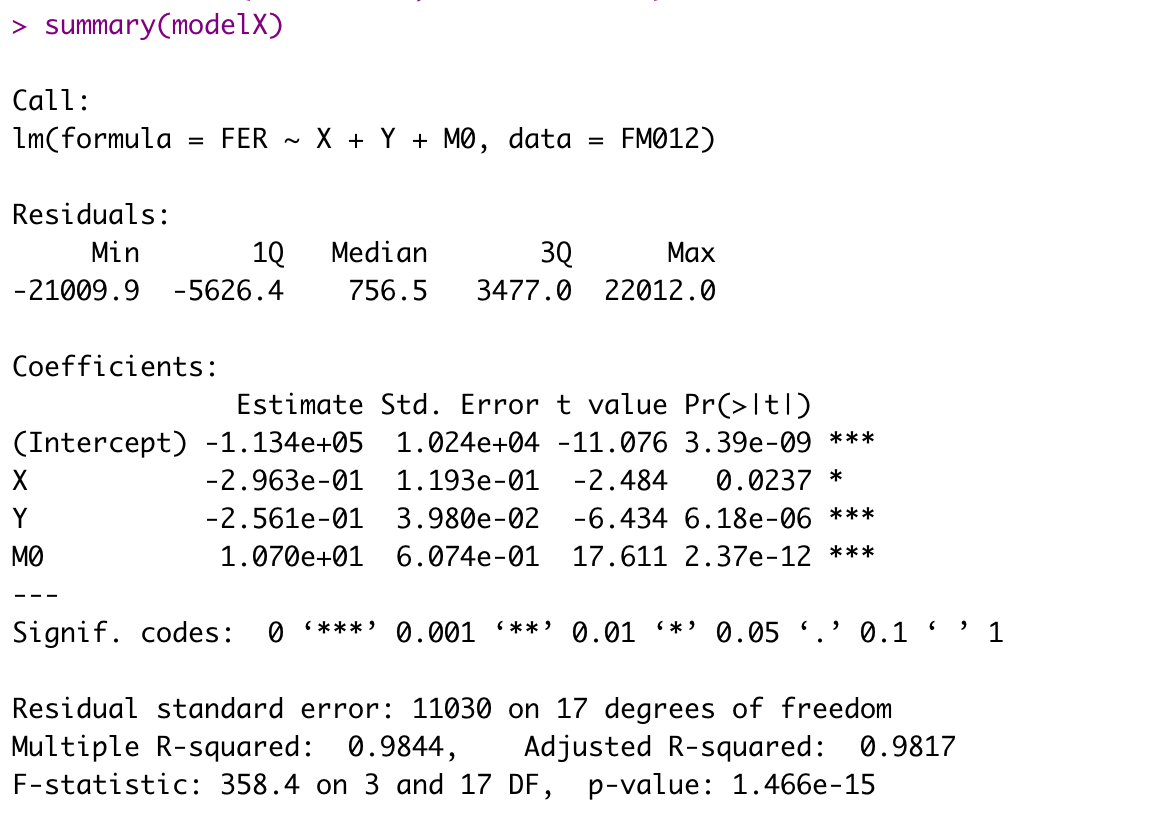 > summary(modelX)
Call:
lm(formula = FER ~ X + Y + M0, data = FM012)
Residuals:
     Min       1Q   Median       3Q      Max
-21009.9  -5626.4    756.5   3477.0  22012.0
Coefficients:
              Estimate Std. Error t value Pr(>|t|)
(Intercept) -1.134e+05  1.024e+04 -11.076 3.39e-09 ***
X           -2.963e-01  1.193e-01  -2.484   0.0237 *
Y           -2.561e-01  3.980e-02  -6.434 6.18e-06 ***
M0           1.070e+01  6.074e-01  17.611 2.37e-12 ***
---
Signif. codes:  0 ‘***’ 0.001 ‘**’ 0.01 ‘*’ 0.05 ‘.’ 0.1 ‘ ’ 1
Residual standard error: 11030 on 17 degrees of freedom
Multiple R-squared:  0.9844,    Adjusted R-squared:  0.9817
F-statistic: 358.4 on 3 and 17 DF,  p-value: 1.466e-15